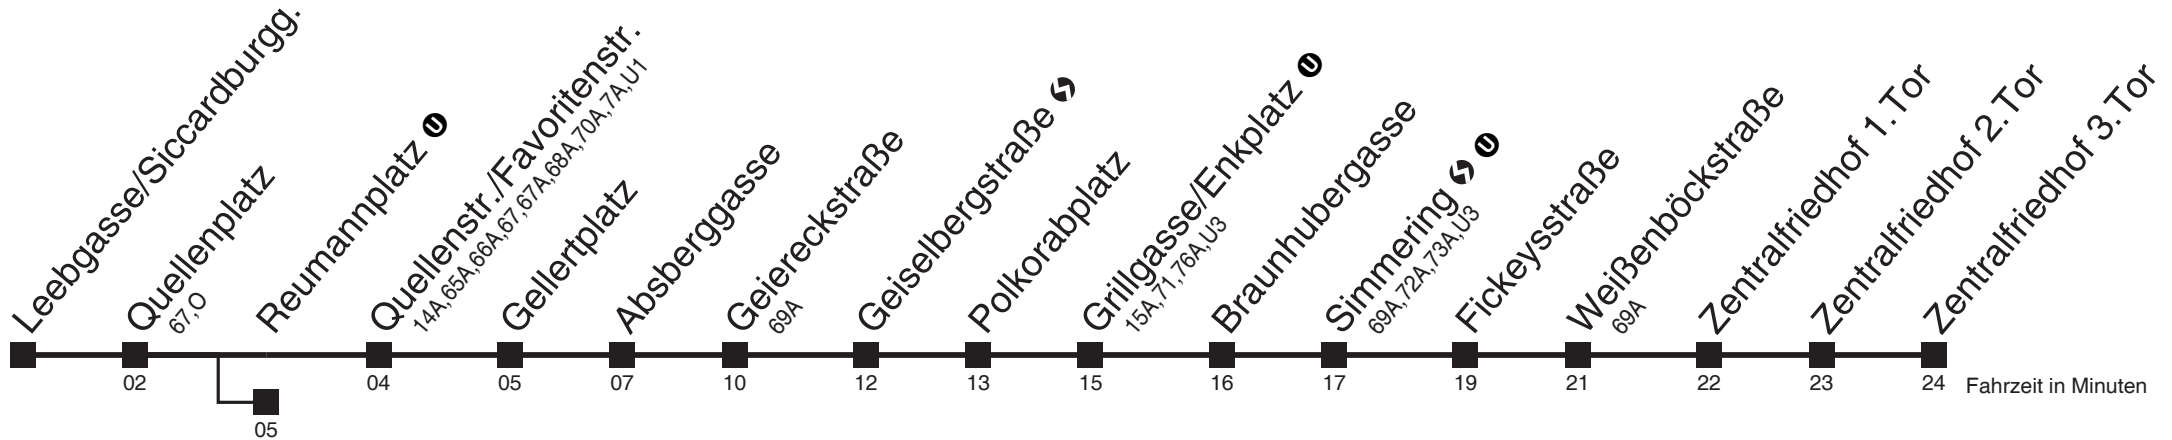 Leebgasse/Siccardburgg.
Quellenplatz
67,O
Reumannplatz U
Quellenstr./Favoritenstr.
14A,65A,66A,67,67A,68A,70A,7A,U1
Gellertplatz
Absberggasse
Geiereckstraße
69A
Geiselbergstraße
Polkorabplatz
Grillgasse/Enkplatz U
15A,71,76A,U3
Braunhubergasse
Simmering U
69A,72A,73A,U3
Fickeysstraße
Weißenböckstraße
69A
Zentralfriedhof 1.Tor
Zentralfriedhof 2.Tor
Zentralfriedhof 3.Tor
02 04 05 07 10 12 13 15 16 17 19 21 22 23 24 Fahrzeit in Minuten
05